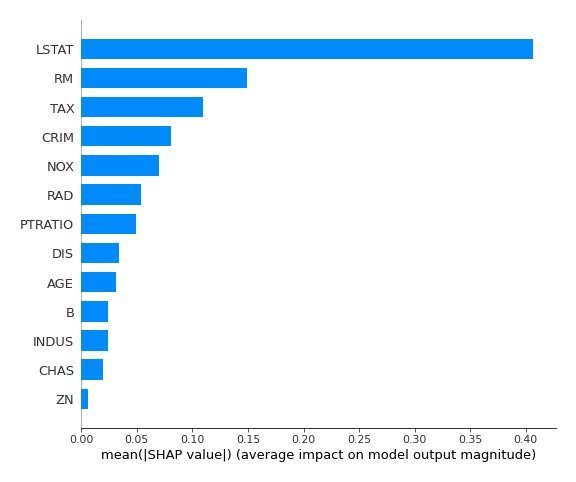 LSTAT
RM
TAX
CRIM
NOX
RAD
PTRATIO
DIS
AGE
B
INDUS
CHAS
ZN
0.00 0.05 0.10 0.15 0.20 0.25 0.30 0.35 0.40
mean(|SHAP value|) (average impact on model output magnitude)